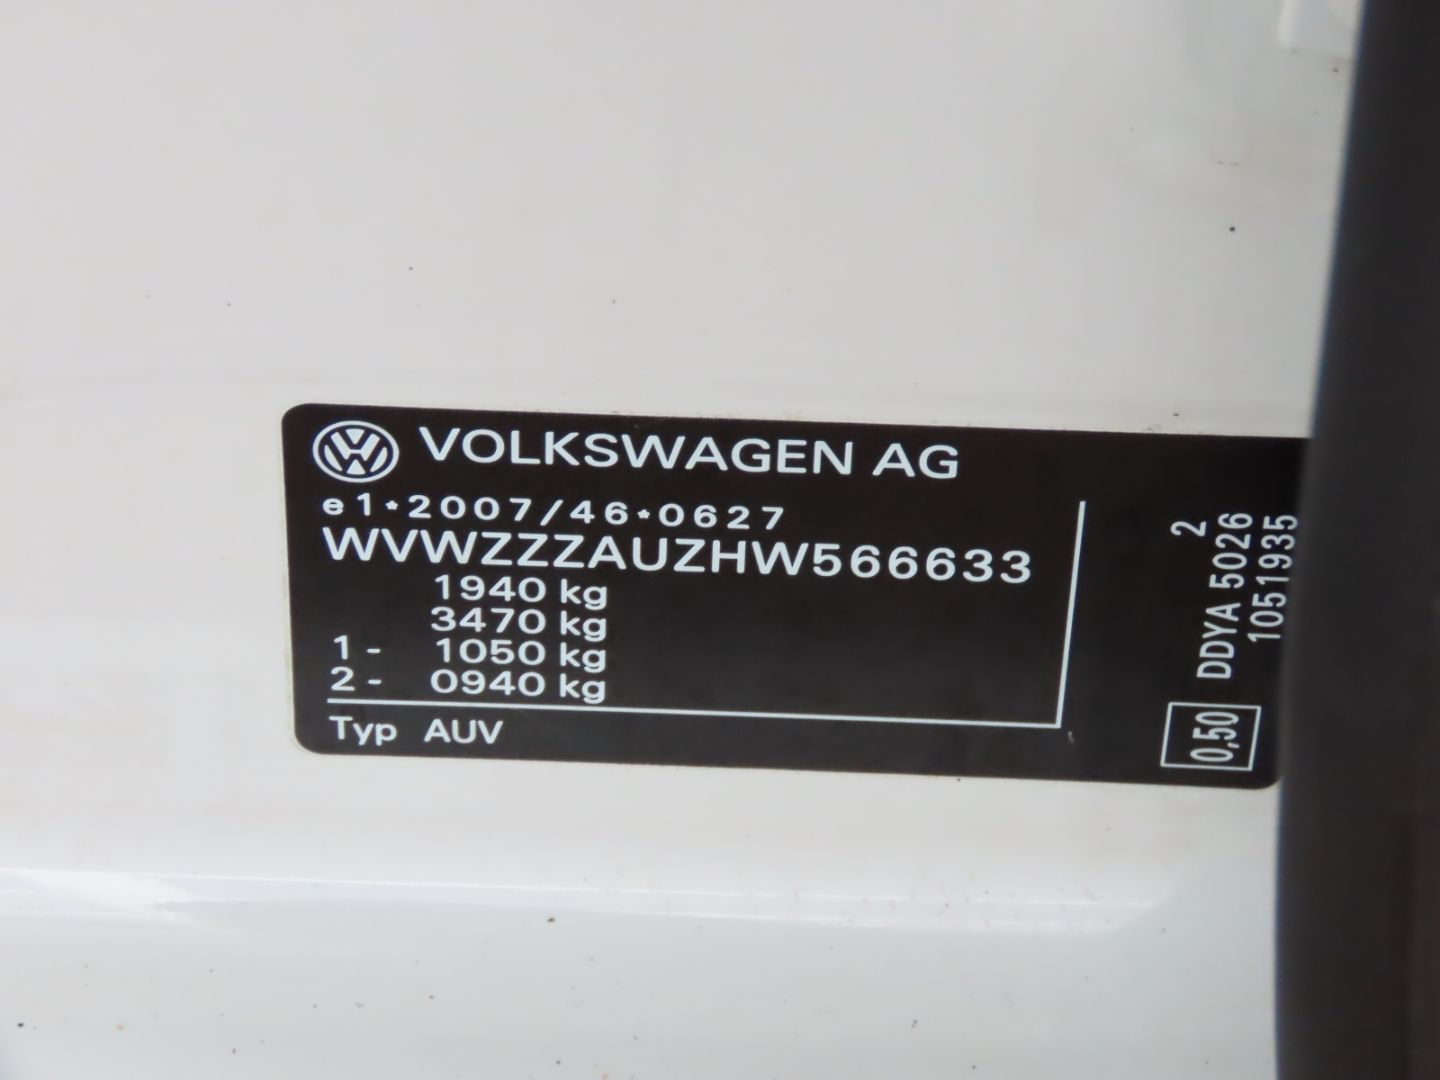 VOLKSWAGEN AG
e1*2007/46*0627
WVWZZZAUZHW566633
1940 kg
3470 kg
1- 1050 kg
2- 0940 kg
Typ AUV
2
DDYA 5026
1051935
0,50